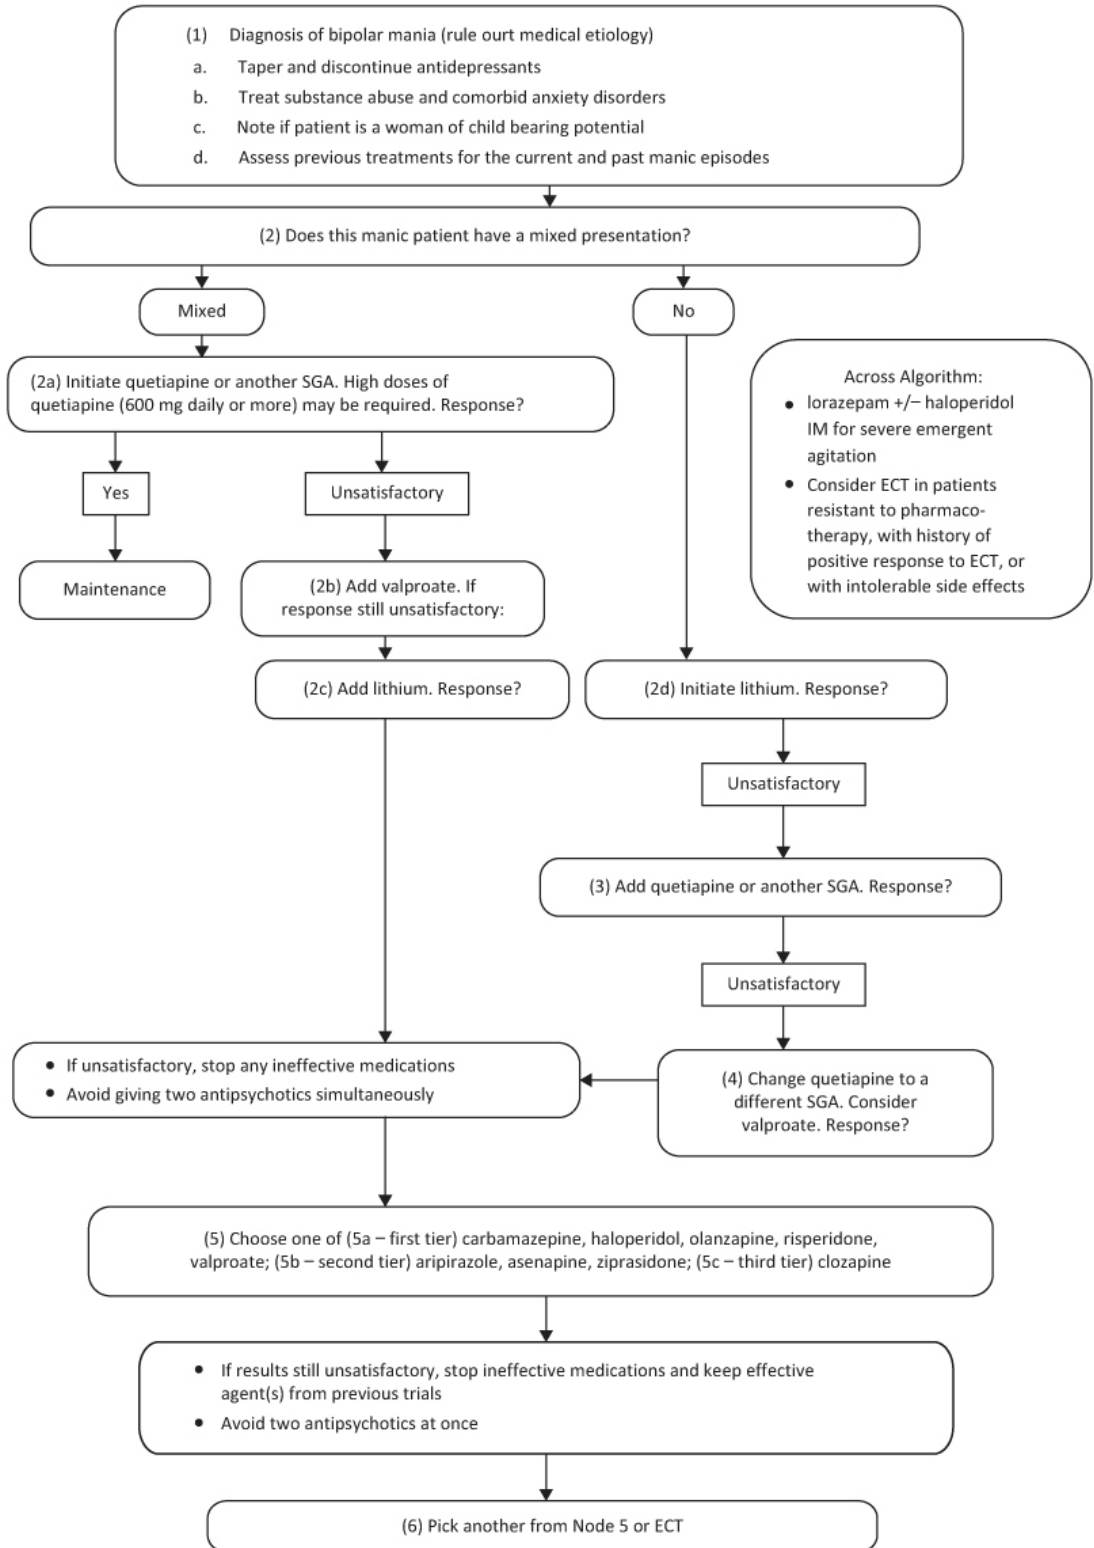 (1) Diagnosis of bipolar mania (rule ourt medical etiology)
a. Taper and discontinue antidepressants
b. Treat substance abuse and comorbid anxiety disorders
c. Note if patient is a woman of child bearing potential
d. Assess previous treatments for the current and past manic episodes
(2) Does this manic patient have a mixed presentation?
Mixed
No
(2a) Initiate quetiapine or another SGA. High doses of
quetiapine (600 mg daily or more) may be required. Response?
Across Algorithm:
• lorazepam +/– haloperidol
IM for severe emergent
agitation
• Consider ECT in patients
resistant to pharmaco-
therapy, with history of
positive response to ECT, or
with intolerable side effects
Yes
Unsatisfactory
Maintenance
(2b) Add valproate. If
response still unsatisfactory:
(2c) Add lithium. Response?
(2d) Initiate lithium. Response?
Unsatisfactory
(3) Add quetiapine or another SGA. Response?
Unsatisfactory
• If unsatisfactory, stop any ineffective medications
• Avoid giving two antipsychotics simultaneously
(4) Change quetiapine to a
different SGA. Consider
valproate. Response?
(5) Choose one of (5a – first tier) carbamazepine, haloperidol, olanzapine, risperidone,
valproate; (5b – second tier) aripirazole, asenapine, ziprasidone; (5c – third tier) clozapine
• If results still unsatisfactory, stop ineffective medications and keep effective
agent(s) from previous trials
• Avoid two antipsychotics at once
(6) Pick another from Node 5 or ECT